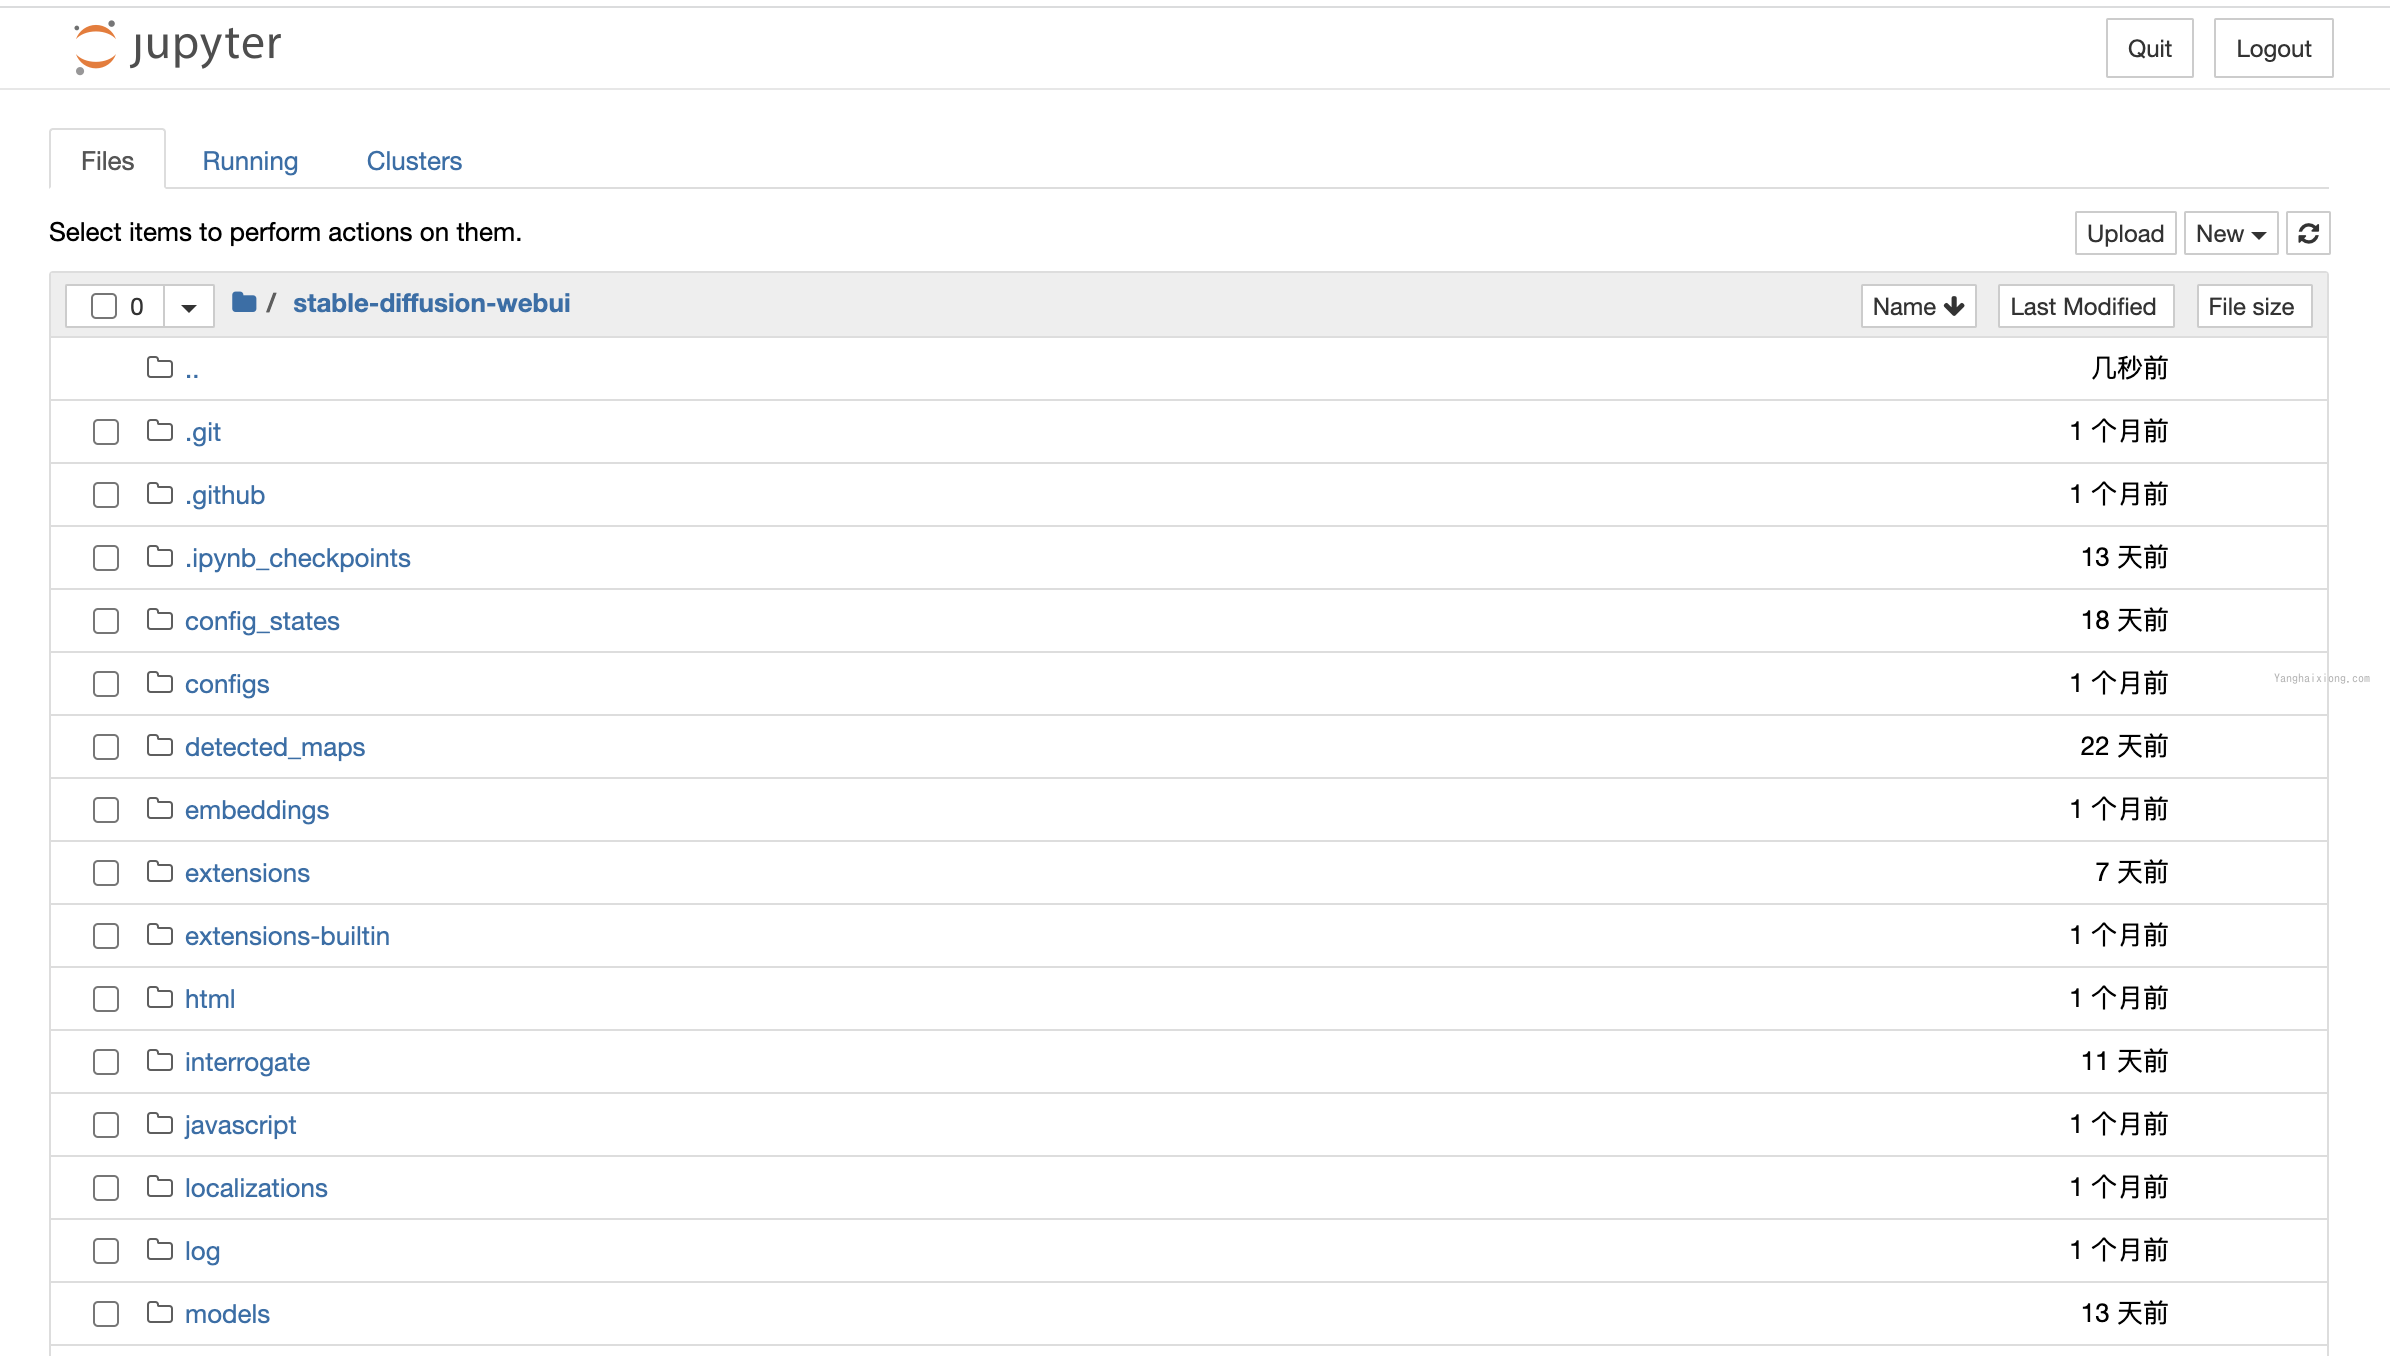 jupyter
Quit
Logout
Files
Running
Clusters
Select items to perform actions on them.
Upload
New
0
/ stable-diffusion-webui
Name
Last Modified
File size
.. 几秒前
.git 1 个月前
.github 1 个月前
.ipynb_checkpoints 13 天前
config_states 18 天前
configs 1 个月前
Yanghaixiong.com
detected_maps 22 天前
embeddings 1 个月前
extensions 7 天前
extensions-builtin 1 个月前
html 1 个月前
interrogate 11 天前
javascript 1 个月前
localizations 1 个月前
log 1 个月前
models 13 天前